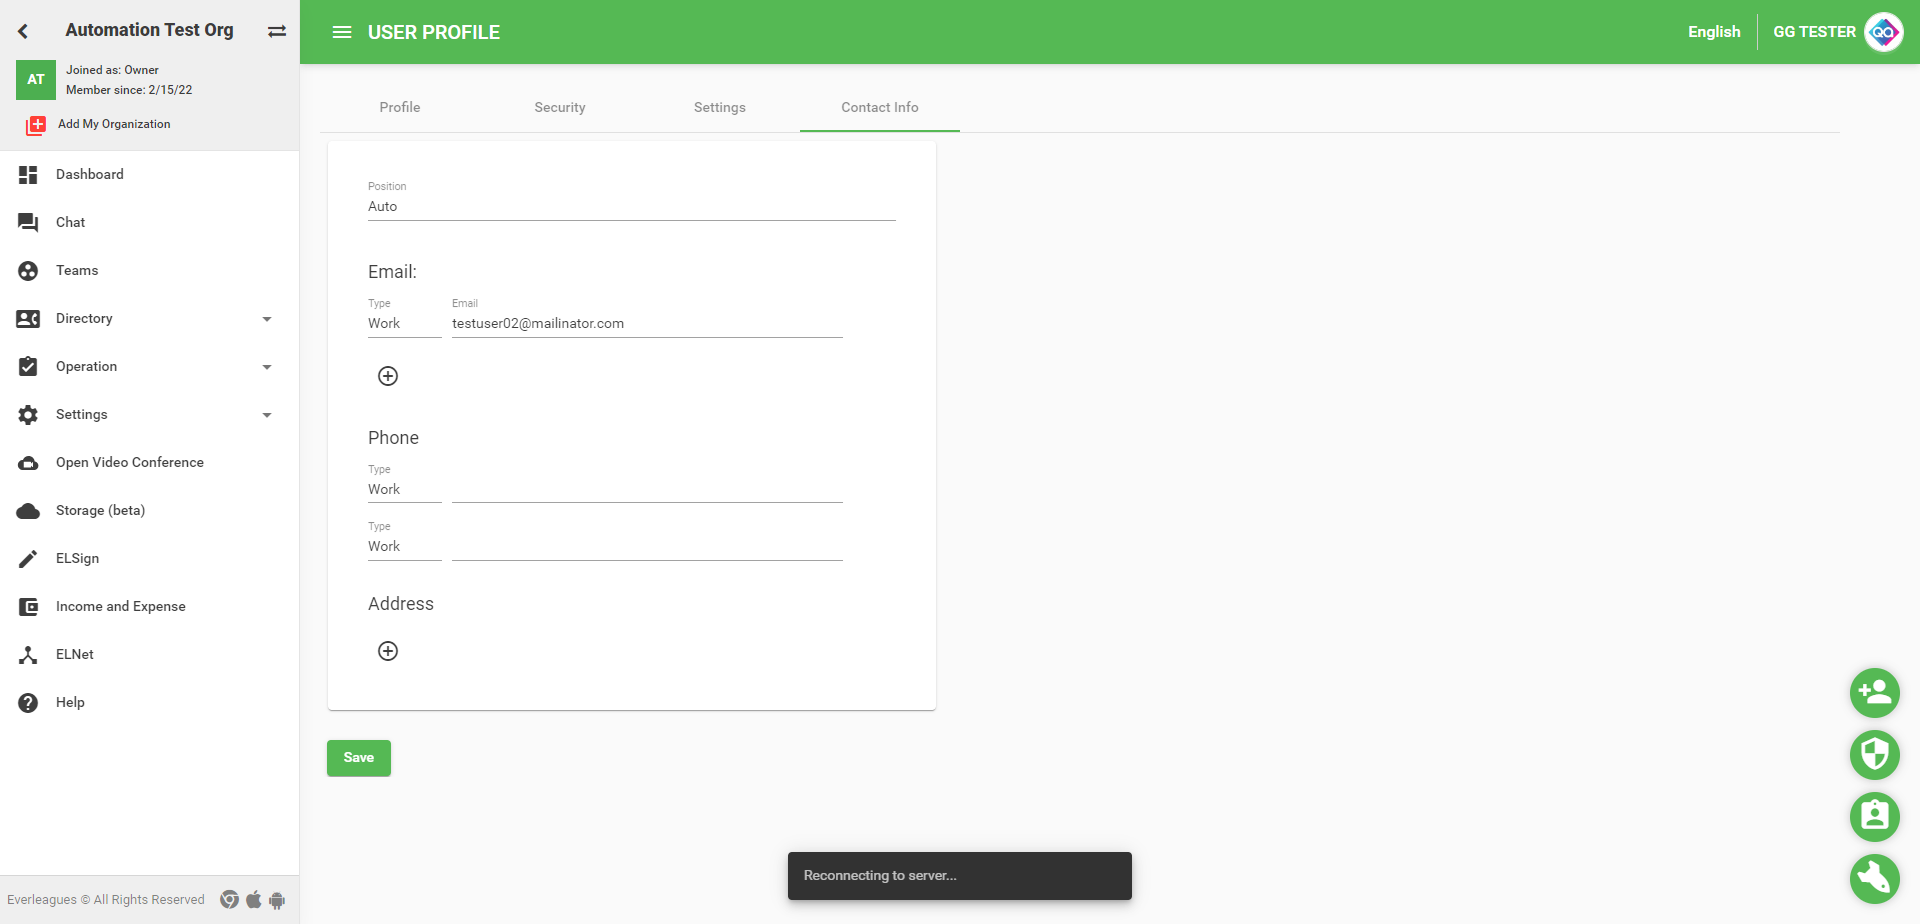 Automation Test Org
AT
Joined as: Owner
Member since: 2/15/22
Add My Organization
Dashboard
Chat
Teams
Directory
Operation
Settings
Open Video Conference
Storage (beta)
ELSign
Income and Expense
ELNet
Help
Everleagues © All Rights Reserved
USER PROFILE
English
GG TESTER
QA
Profile
Security
Settings
Contact Info
Position
Auto
Email:
Type
Email
Work
testuser02@mailinator.com
Phone
Type
Work
Type
Work
Address
Save
Reconnecting to server...